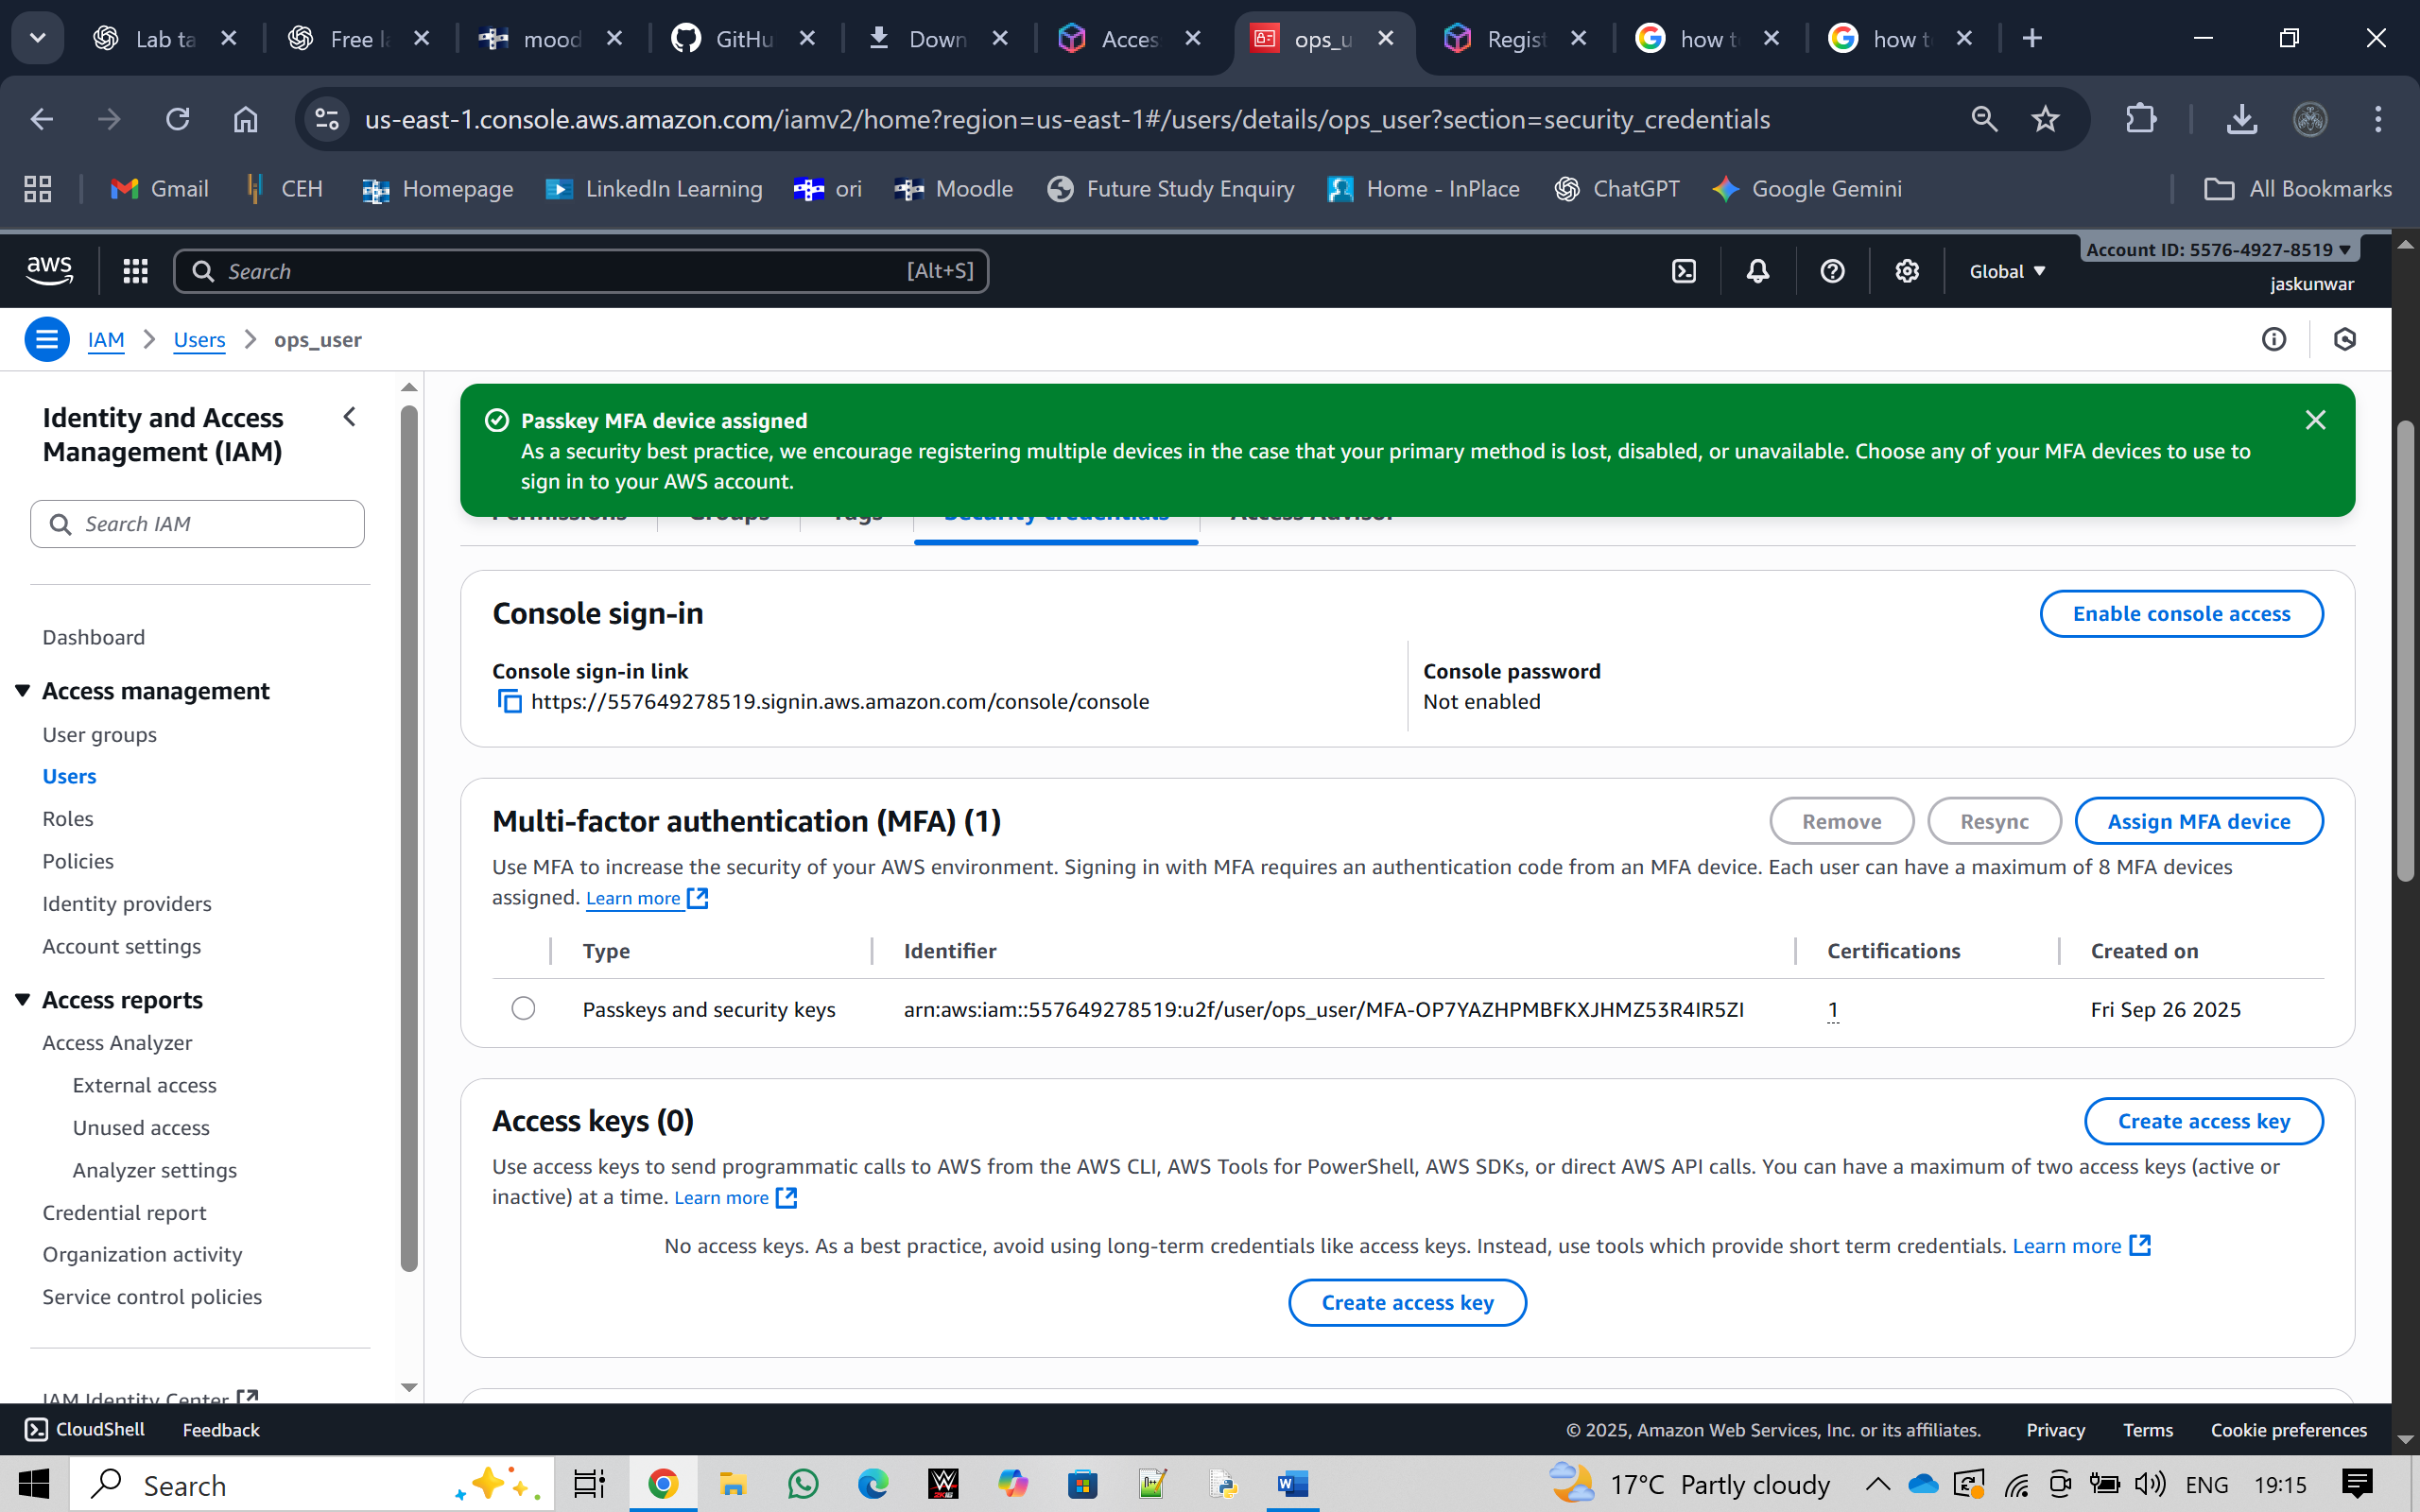 Lab ta
Free la
mood
GitHu
Down
Acces
ops_u
Regist
how t
how t
us-east-1.console.aws.amazon.com/iamv2/home?region=us-east-1#/users/details/ops_user?section=security_credentials
Gmail
CEH
Homepage
LinkedIn Learning
ori
Moodle
Future Study Enquiry
Home - InPlace
ChatGPT
Google Gemini
All Bookmarks
aws
Search
[Alt+S]
Global
Account ID: 5576-4927-8519
jaskunwar
IAM
Users
ops_user
Identity and Access
Management (IAM)
Search IAM
Dashboard
Access management
User groups
Users
Roles
Policies
Identity providers
Account settings
Access reports
Access Analyzer
External access
Unused access
Analyzer settings
Credential report
Organization activity
Service control policies
IAM Identity Center
Passkey MFA device assigned
As a security best practice, we encourage registering multiple devices in the case that your primary method is lost, disabled, or unavailable. Choose any of your MFA devices to use to
sign in to your AWS account.
Permissions
Groups
Tags
Security credentials
Access Advisor
Console sign-in
Enable console access
Console sign-in link
https://557649278519.signin.aws.amazon.com/console/console
Console password
Not enabled
Multi-factor authentication (MFA) (1)
Remove
Resync
Assign MFA device
Use MFA to increase the security of your AWS environment. Signing in with MFA requires an authentication code from an MFA device. Each user can have a maximum of 8 MFA devices
assigned. Learn more
Type
Identifier
Certifications
Created on
Passkeys and security keys
arn:aws:iam::557649278519:u2f/user/ops_user/MFA-OP7YAZHPMBFKXJHMZ53R4IR5ZI
1
Fri Sep 26 2025
Access keys (0)
Create access key
Use access keys to send programmatic calls to AWS from the AWS CLI, AWS Tools for PowerShell, AWS SDKs, or direct AWS API calls. You can have a maximum of two access keys (active or
inactive) at a time. Learn more
No access keys. As a best practice, avoid using long-term credentials like access keys. Instead, use tools which provide short term credentials. Learn more
Create access key
CloudShell
Feedback
© 2025, Amazon Web Services, Inc. or its affiliates.
Privacy
Terms
Cookie preferences
Search
17°C Partly cloudy
ENG
19:15